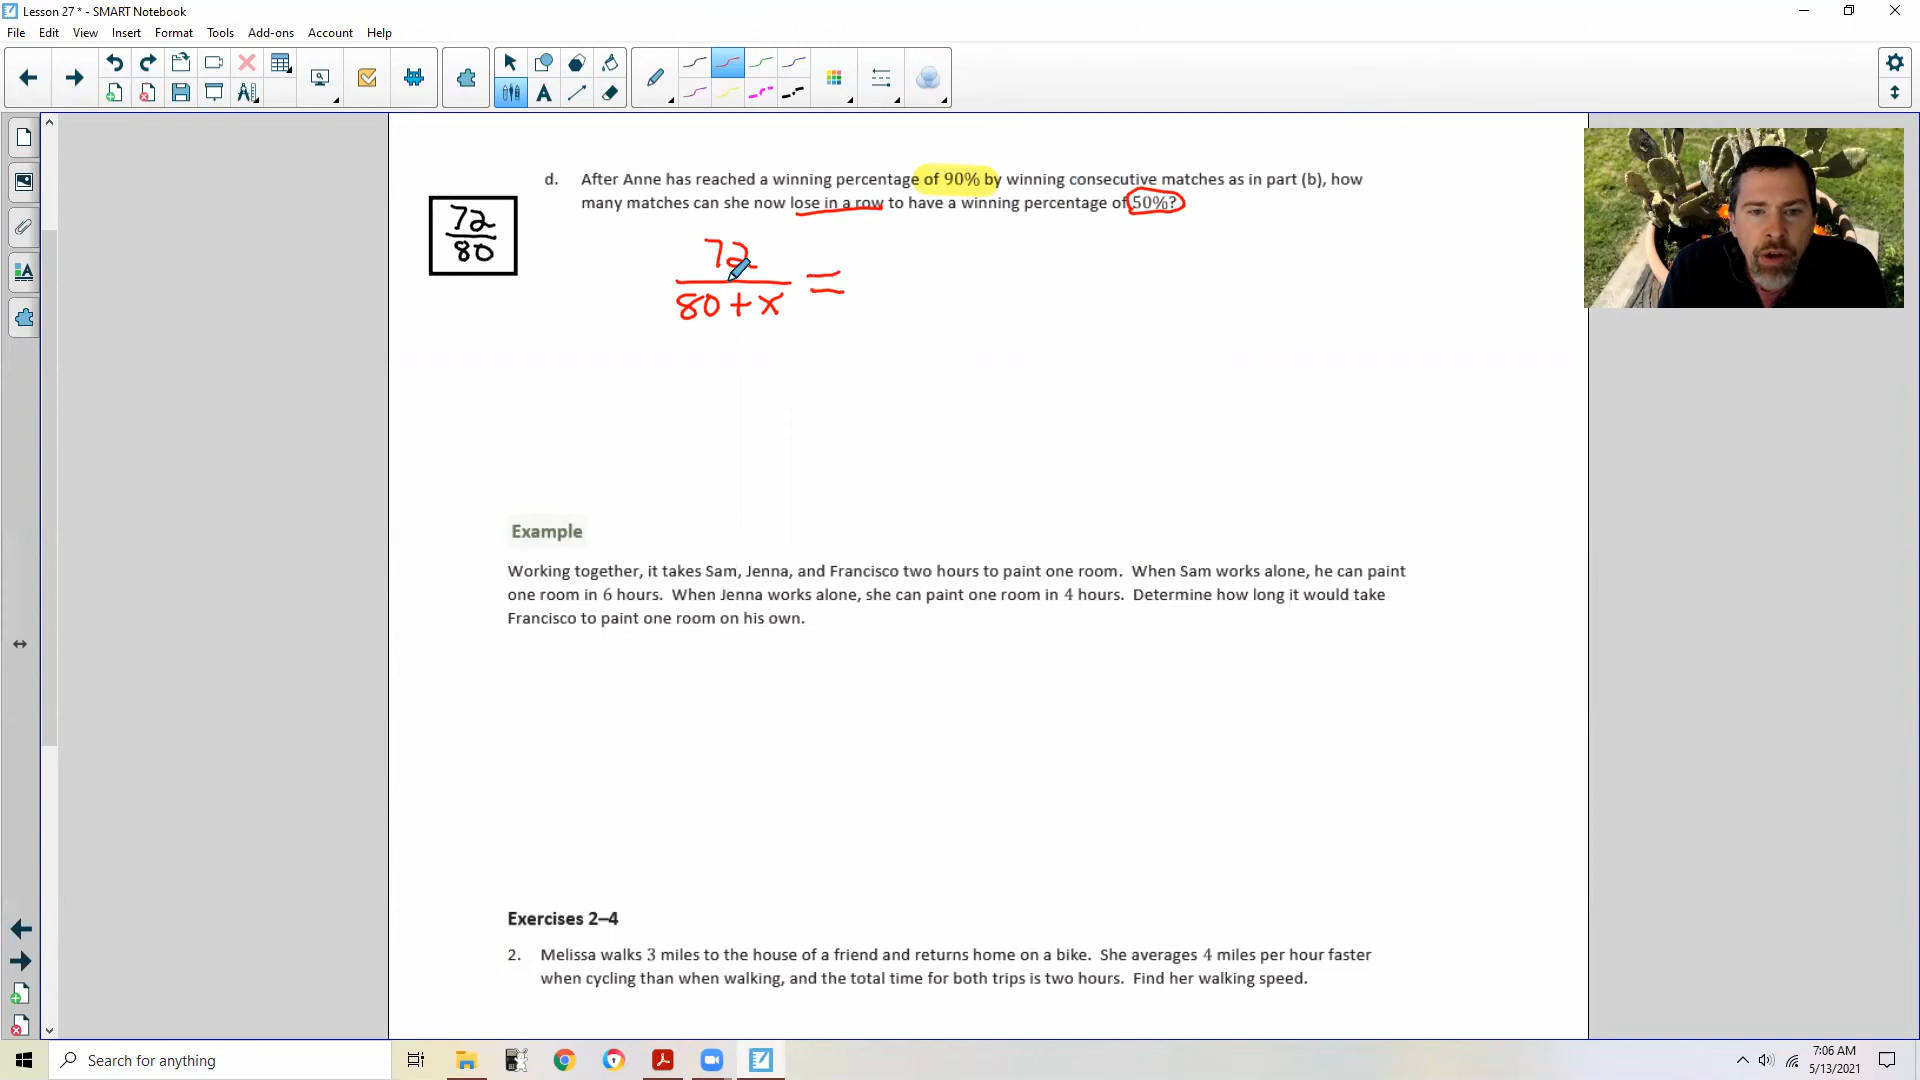 Lesson 27 * - SMART Notebook
File Edit View Insert Format Tools Add-ons Account Help
d. After Anne has reached a winning percentage of 90% by winning consecutive matches as in part (b), how
many matches can she now lose in a row to have a winning percentage of 50%?
72
80
72
80 + x =
Example
Working together, it takes Sam, Jenna, and Francisco two hours to paint one room. When Sam works alone, he can paint
one room in 6 hours. When Jenna works alone, she can paint one room in 4 hours. Determine how long it would take
Francisco to paint one room on his own.
Exercises 2–4
2. Melissa walks 3 miles to the house of a friend and returns home on a bike. She averages 4 miles per hour faster
when cycling than when walking, and the total time for both trips is two hours. Find her walking speed.
Search for anything
7:06 AM
5/13/2021